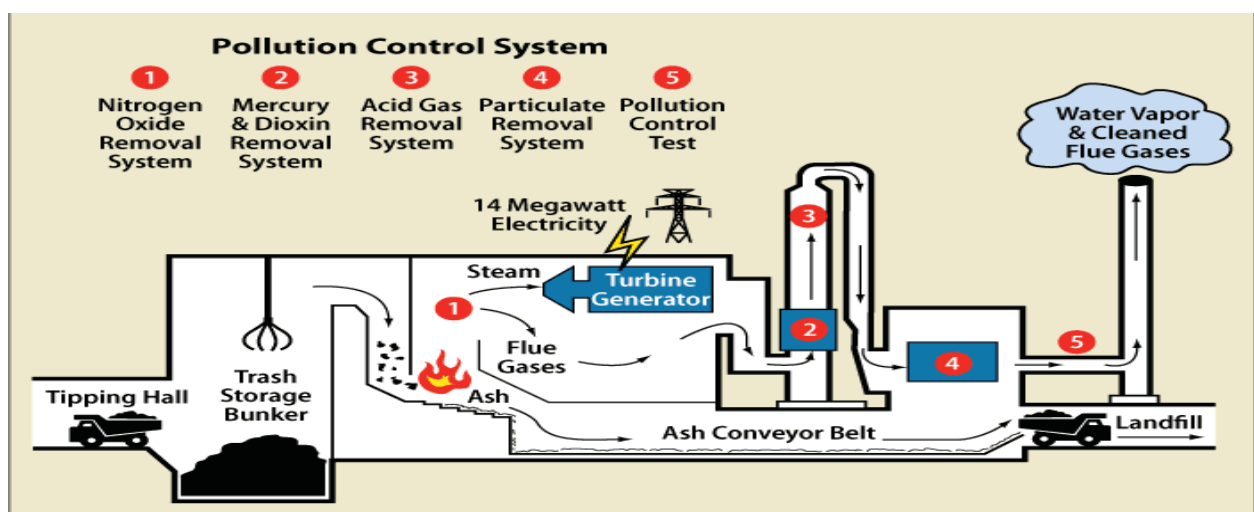 Pollution Control System
1 2 3 4 5
Nitrogen Oxide Removal System
Mercury & Dioxin Removal System
Acid Gas Removal System
Particulate Removal System
Pollution Control Test
Water Vapor
& Cleaned
Flue Gases
14 Megawatt
Electricity
3
Steam
Turbine
Generator
1
2
Flue
Gases
5
4
Tipping Hall
Trash
Storage
Bunker
Ash
Ash Conveyor Belt
Landfill